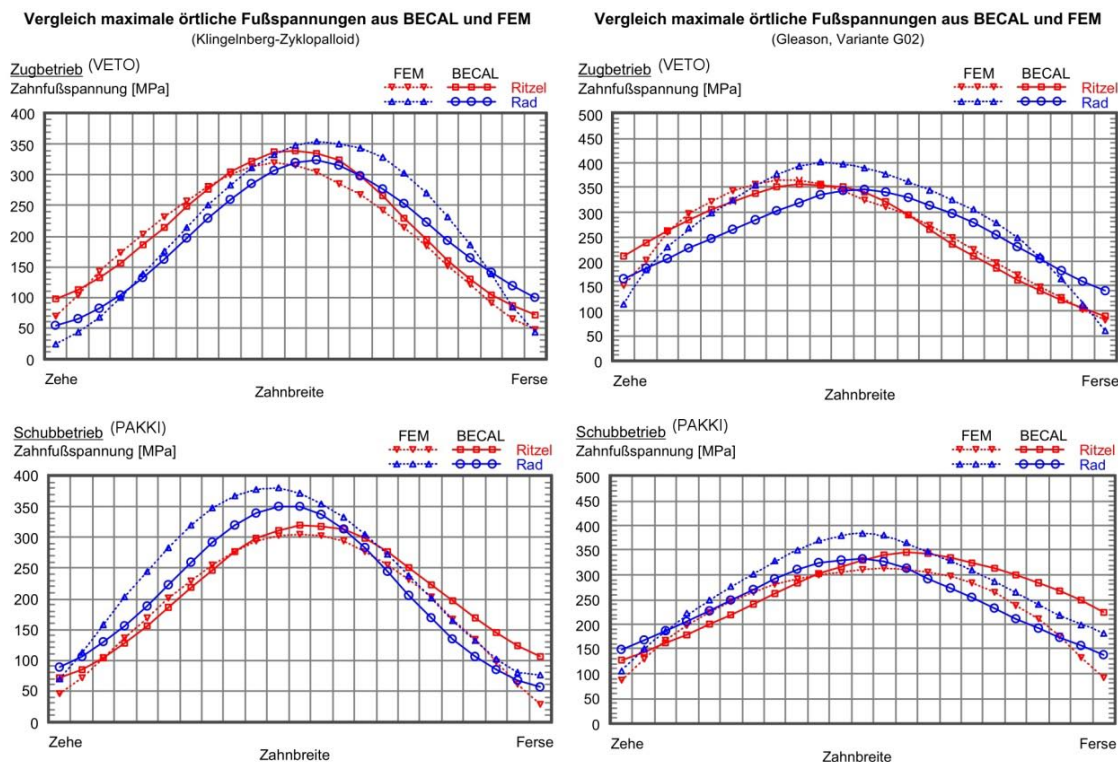 Vergleich maximale örtliche Fußspannungen aus BECAL und FEM
(Klingelnberg-Zyklopalloid)
Zugbetrieb (VETO)
Zahnfußspannung [MPa]
FEM BECAL
Ritzel
Rad
400
350
300
250
200
150
100
50
0
Zehe
Zahnbreite
Ferse
Vergleich maximale örtliche Fußspannungen aus BECAL und FEM
(Gleason, Variante G02)
Zugbetrieb (VETO)
Zahnfußspannung [MPa]
FEM BECAL
Ritzel
Rad
500
450
400
350
300
250
200
150
100
50
0
Zehe
Zahnbreite
Ferse
Schubbetrieb (PAKKI)
Zahnfußspannung [MPa]
FEM BECAL
Ritzel
Rad
400
350
300
250
200
150
100
50
0
Zehe
Zahnbreite
Ferse
Schubbetrieb (PAKKI)
Zahnfußspannung [MPa]
FEM BECAL
Ritzel
Rad
500
450
400
350
300
250
200
150
100
50
0
Zehe
Zahnbreite
Ferse